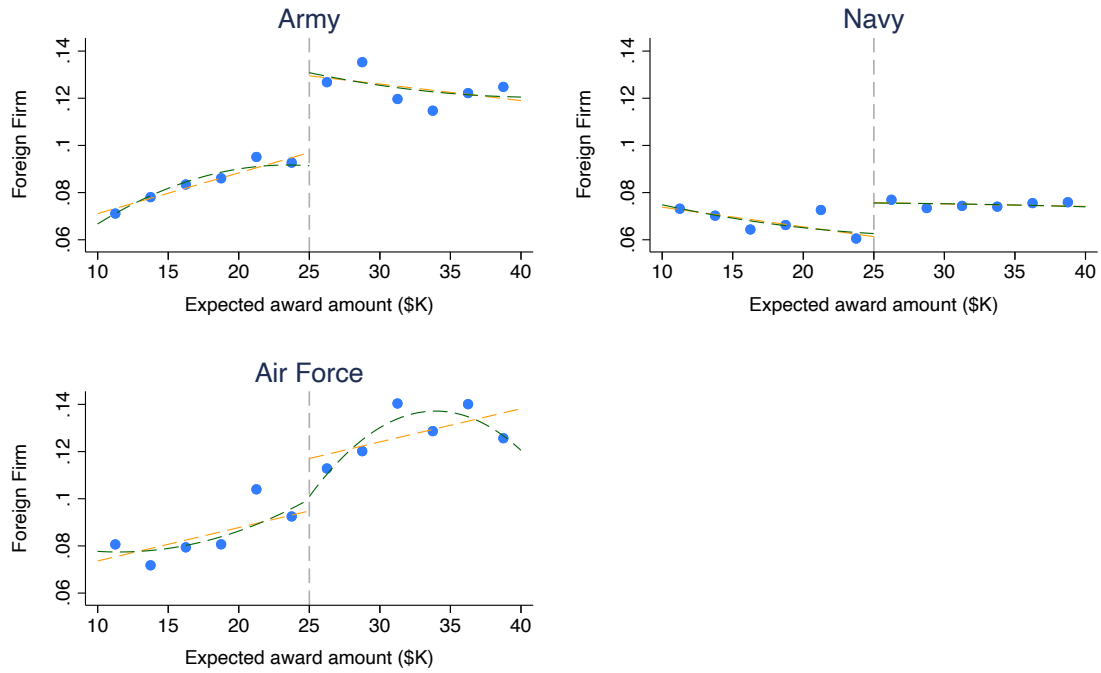 Army
Foreign Firm
.14
.12
.1
.08
.06
10 15 20 25 30 35 40
Expected award amount ($K)
Navy
Foreign Firm
.14
.12
.1
.08
.06
10 15 20 25 30 35 40
Expected award amount ($K)
Air Force
Foreign Firm
.14
.12
.1
.08
.06
10 15 20 25 30 35 40
Expected award amount ($K)